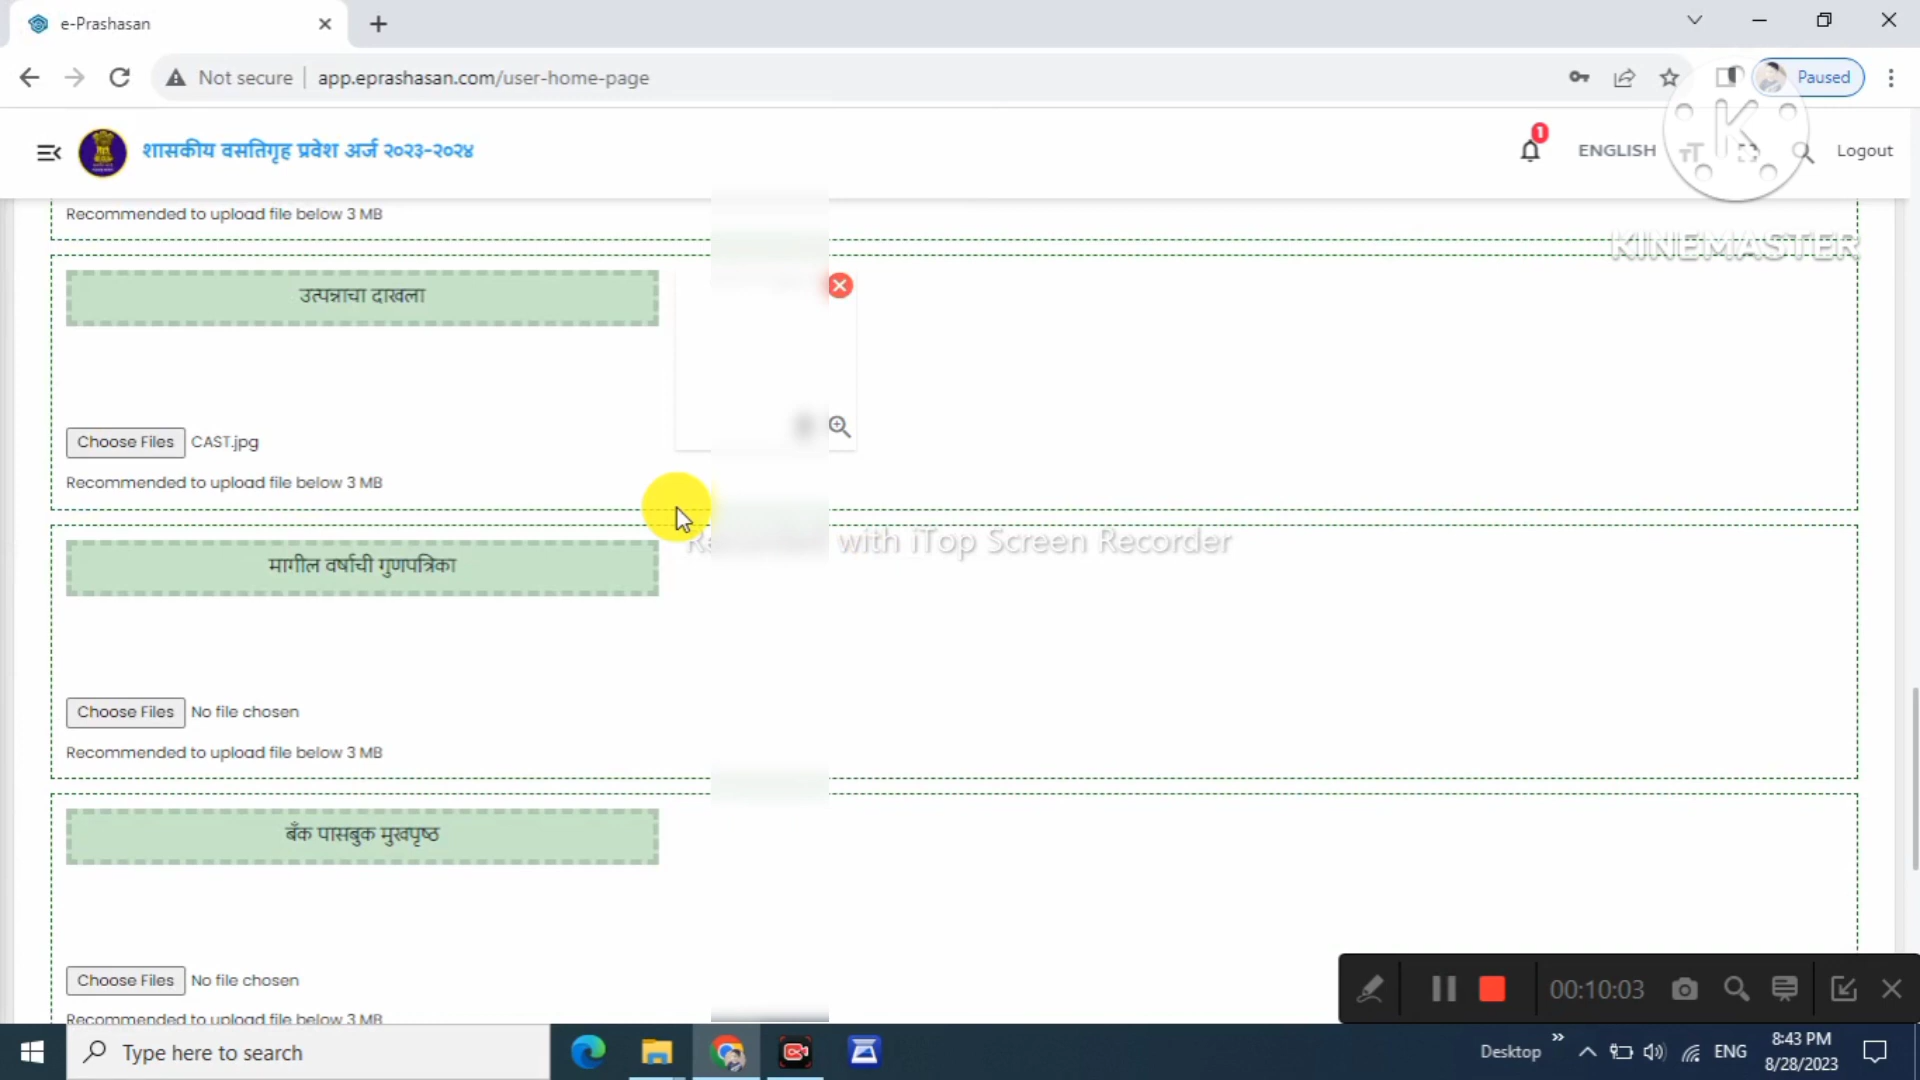 e-Prashasan
Not secure
app.eprashasan.com/user-home-page
Paused
शासकीय वसतिगृह प्रवेश अर्ज २०२३-२०२४
1
ENGLISH
Logout
K
KINEMASTER
Recommended to upload file below 3 MB
उत्पन्नाचा दाखला
Choose Files CAST.jpg
Recommended to upload file below 3 MB
with iTop Screen Recorder
मागील वर्षाची गुणपत्रिका
Choose Files No file chosen
Recommended to upload file below 3 MB
बँक पासबुक मुखपृष्ठ
Choose Files No file chosen
Recommended to upload file below 3 MB
00:10:03
Type here to search
Desktop
ENG
8:43 PM
8/28/2023